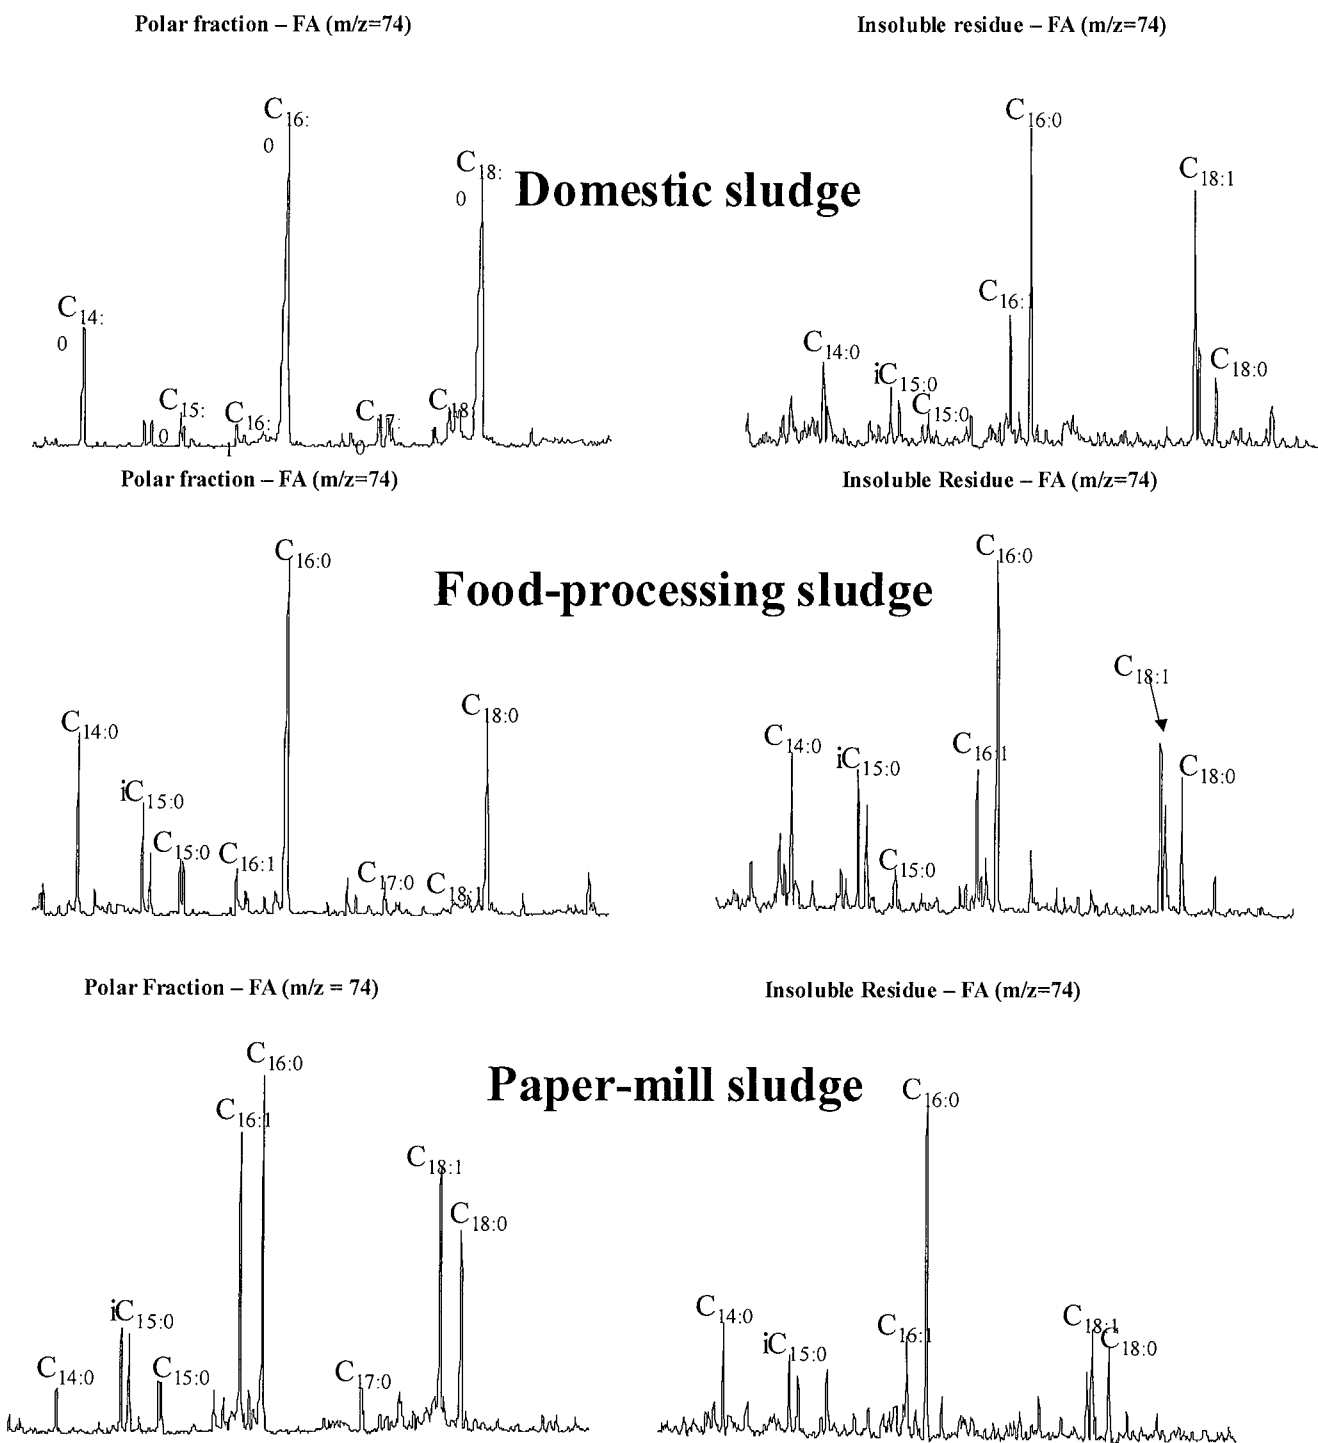 Polar fraction – FA (m/z=74)
Insoluble residue – FA (m/z=74)
Domestic sludge
C14:
0
C15:
0
C16:
1
C16:
0
C17:
0
C18
C18:
0
C14:0
iC15:0
C15:0
C16:1
C16:0
C18:1
C18:0
Polar fraction – FA (m/z=74)
Insoluble Residue – FA (m/z=74)
Food-processing sludge
C14:0
iC15:0
C15:0
C16:1
C16:0
C17:0
C18:1
C18:0
C14:0
iC15:0
C15:0
C16:1
C16:0
C18:1
C18:0
Polar Fraction – FA (m/z = 74)
Insoluble Residue – FA (m/z=74)
Paper-mill sludge
C14:0
iC15:0
C15:0
C16:1
C16:0
C17:0
C18:1
C18:0
C14:0
iC15:0
C16:1
C16:0
C18:1
C18:0